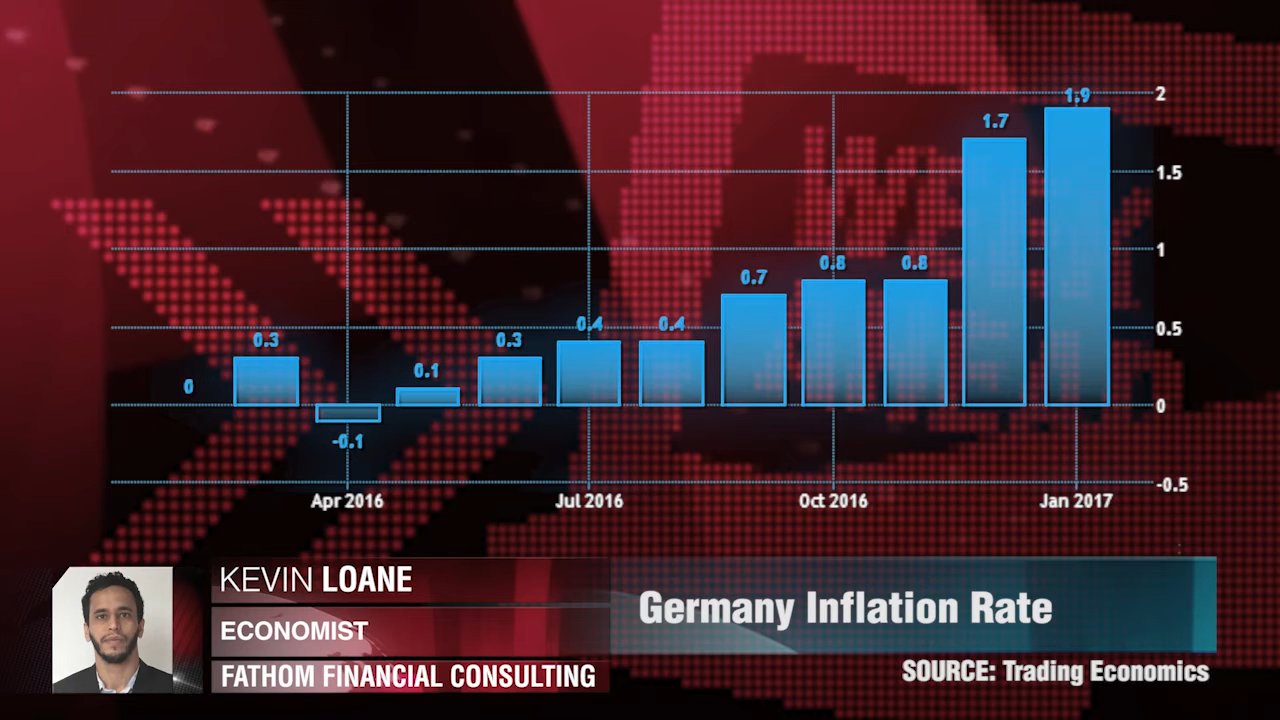 2
1.9
1.7
1.5
1
0.8
0.8
0.7
0.5
0.4
0.4
0.3
0.3
0.1
0
0
-0.1
-0.5
Apr 2016
Jul 2016
Oct 2016
Jan 2017
KEVIN LOANE
ECONOMIST
FATHOM FINANCIAL CONSULTING
Germany Inflation Rate
SOURCE: Trading Economics